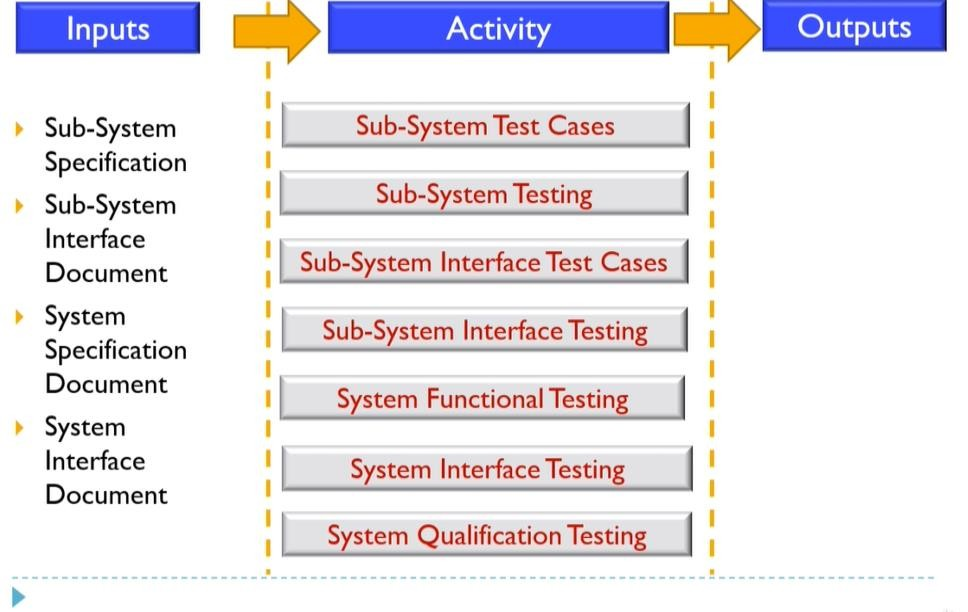 Inputs
Activity
Outputs
Sub-System
Specification
Sub-System
Interface
Document
System
Specification
Document
System
Interface
Document
Sub-System Test Cases
Sub-System Testing
Sub-System Interface Test Cases
Sub-System Interface Testing
System Functional Testing
System Interface Testing
System Qualification Testing